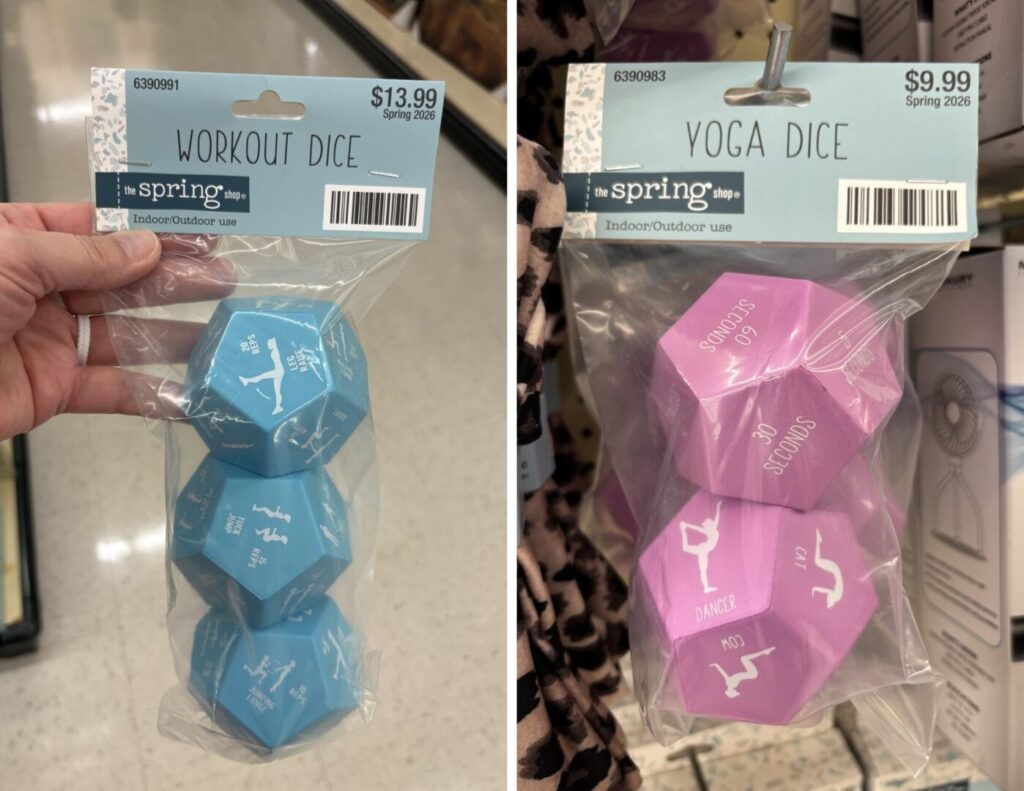 6390991
$13.99
Spring 2026
WORKOUT DICE
the spring shop®
Indoor/Outdoor use
20
REPS
LEG
RAISE
TUCK
JUMP
15
REPS
JUMPING
LUNGE
REPS
6390983
$9.99
Spring 2026
YOGA DICE
the spring shop®
Indoor/Outdoor use
60
SECONDS
SECONDS
30
SECONDS
DANCER
CAT
COW